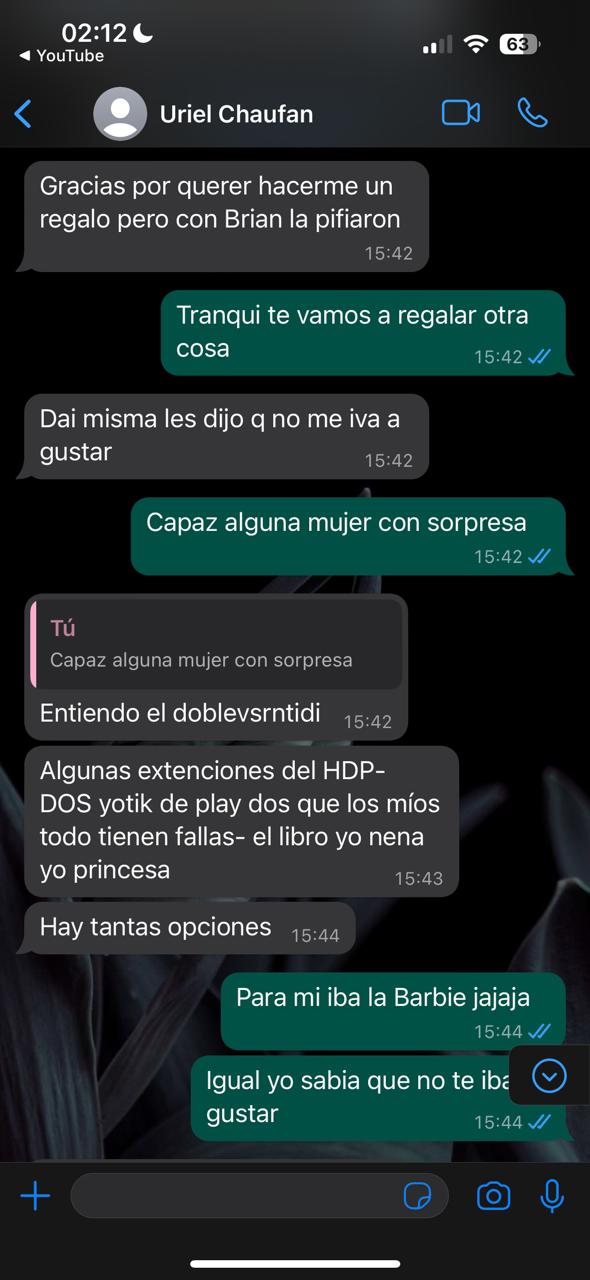 02:12
63
YouTube
Uriel Chaufan
Gracias por querer hacerme un
regalo pero con Brian la pifiaron
15:42
Tranqui te vamos a regalar otra
cosa
15:42
Dai misma les dijo q no me iva a
gustar
15:42
Capaz alguna mujer con sorpresa
15:42
Tú
Capaz alguna mujer con sorpresa
Entiendo el doblevsrntidi
15:42
Algunas extenciones del HDP-
DOS yotik de play dos que los míos
todo tienen fallas- el libro yo nena
yo princesa
15:43
Hay tantas opciones
15:44
Para mi iba la Barbie jajaja
15:44
Igual yo sabia que no te iba
gustar
15:44